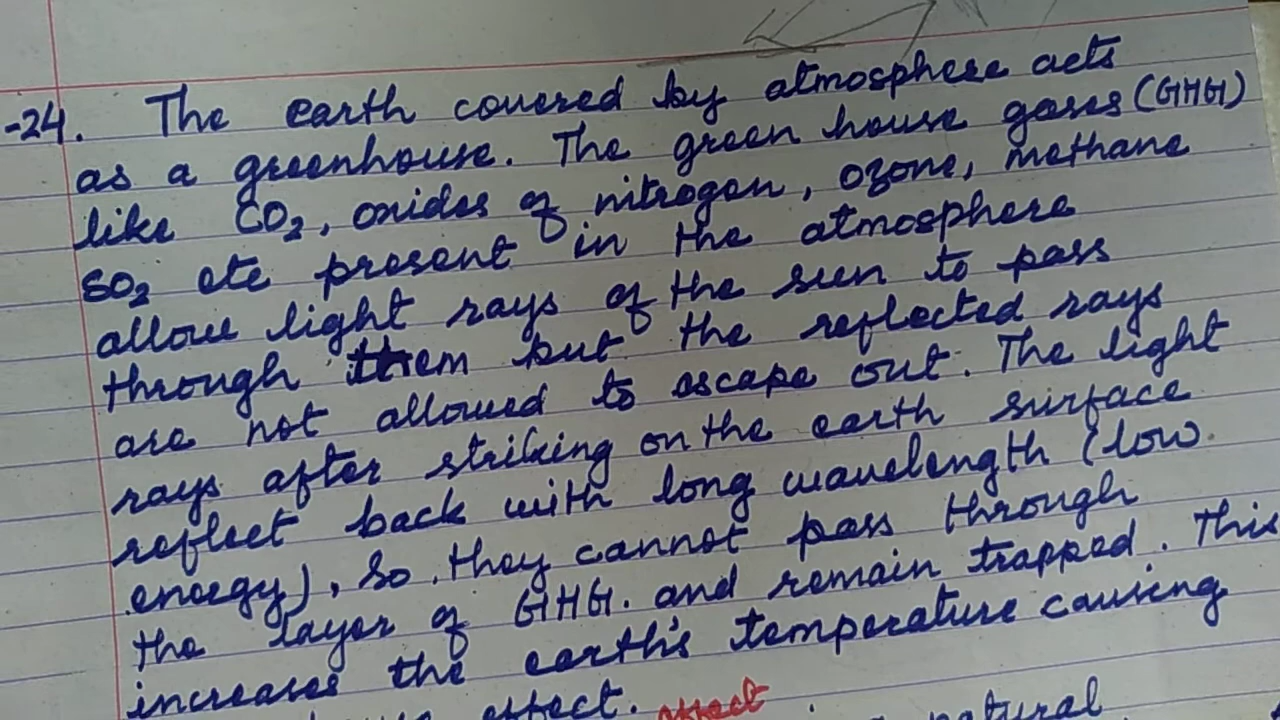 -24. The earth covered by atmosphere acts
as a greenhouse. The green house gases (GHG)
like CO2, oxides of nitrogen, ozone, methane
SO2 etc present in the atmosphere
allow light rays of the sun to pass
through them but the reflected rays
are not allowed to escape out. The light
rays after striking on the earth surface
reflect back with long wavelength (low
energy), so they cannot pass through
the layer of GHG. and remain trapped. This
increases the earth's temperature causing
effect. effect natural